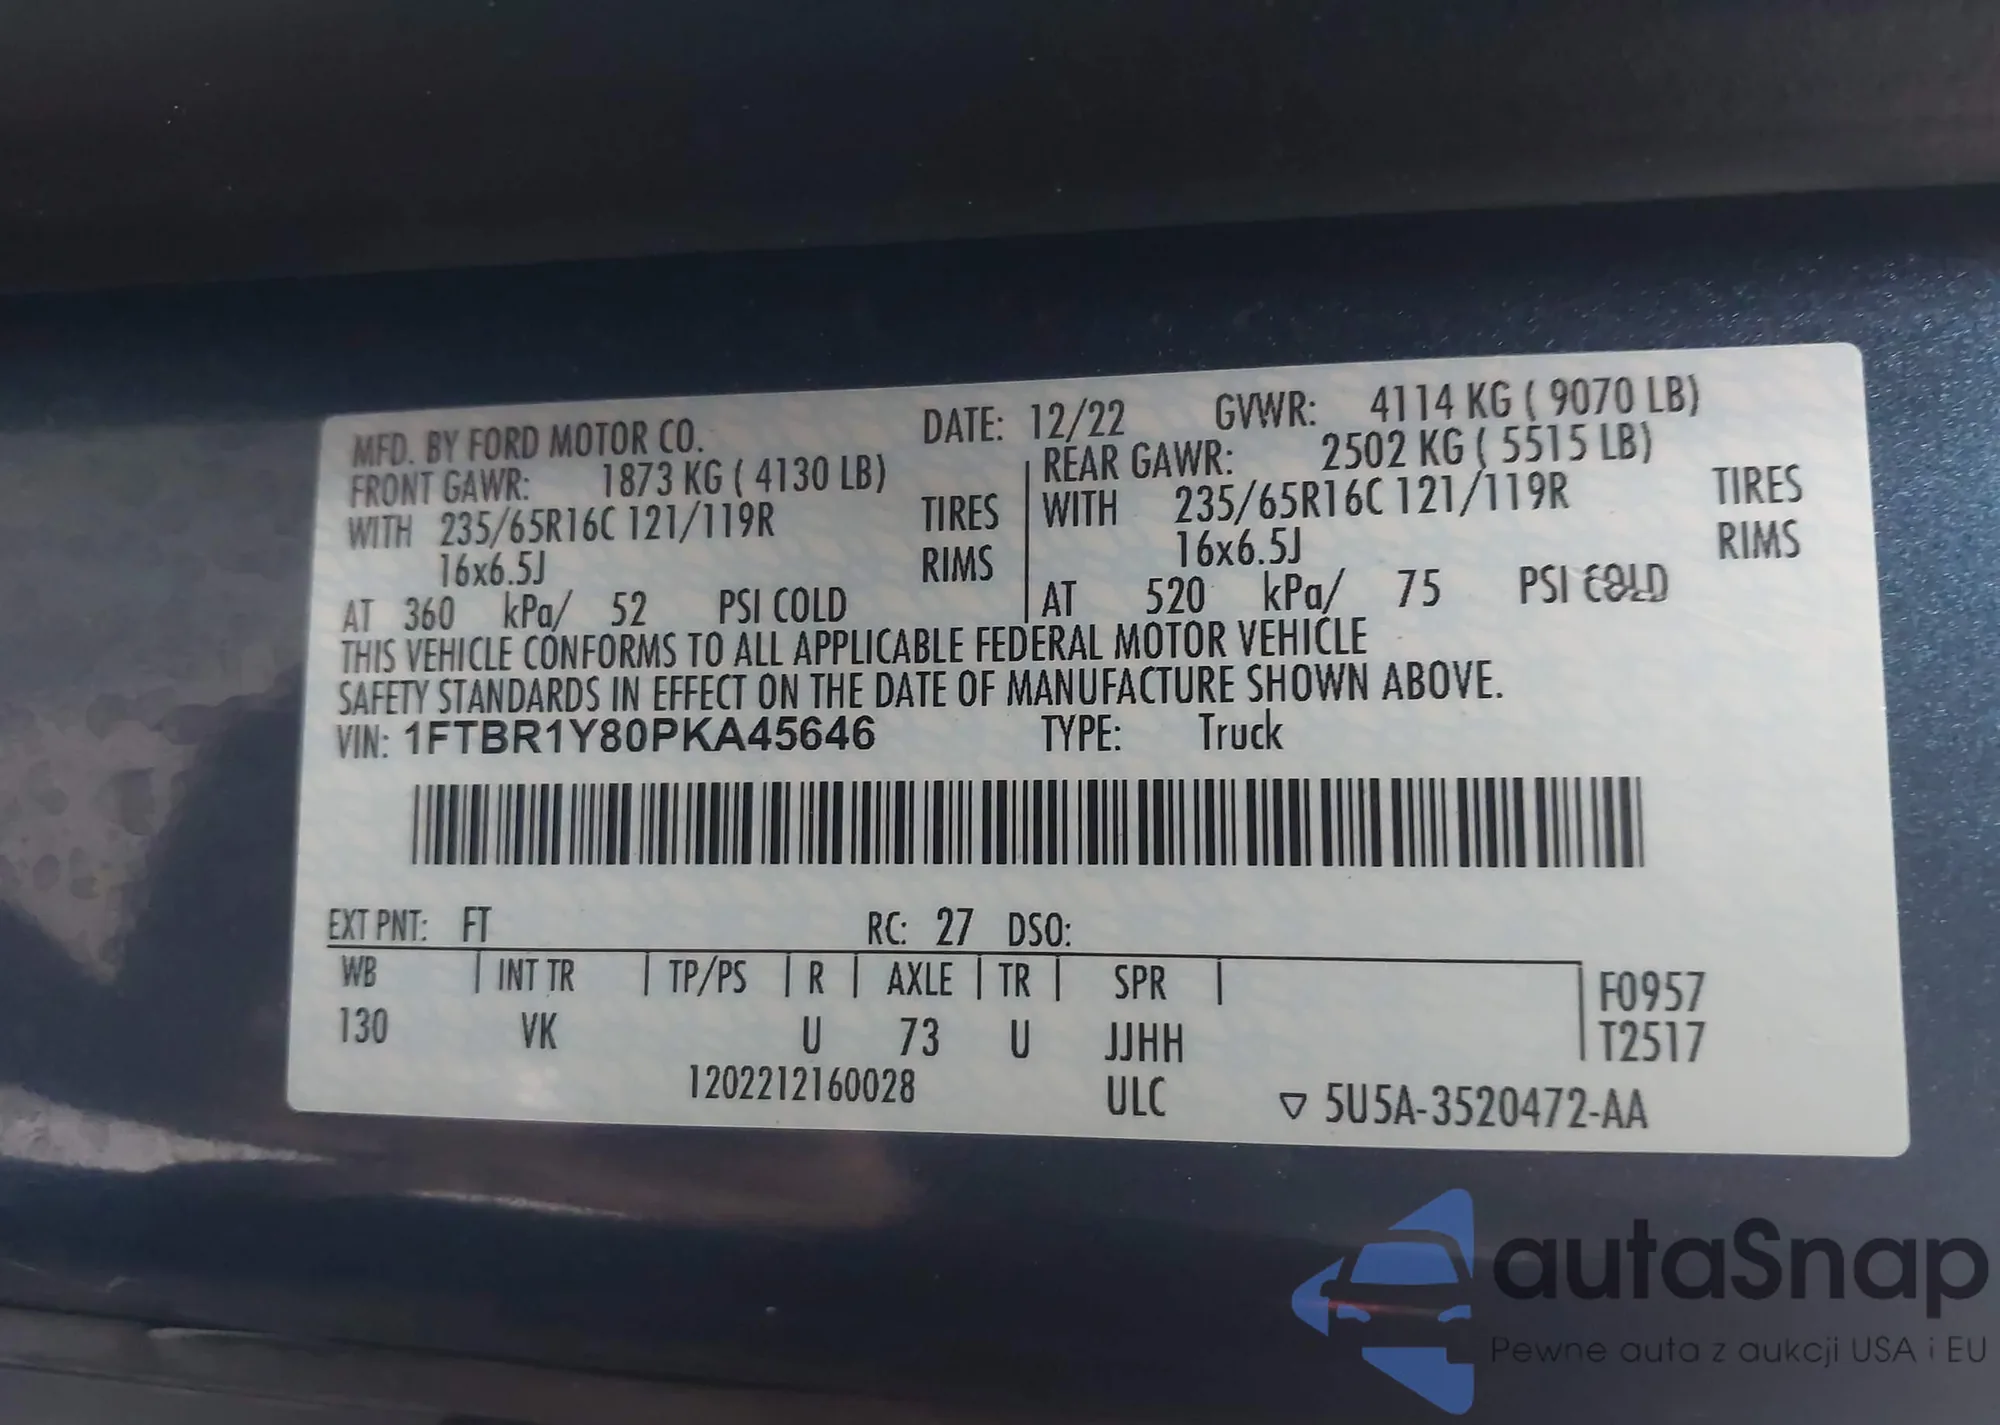 MFD. BY FORD MOTOR CO. DATE: 12/22 GVWR: 4114 KG ( 9070 LB)
FRONT GAWR: 1873 KG ( 4130 LB) REAR GAWR: 2502 KG ( 5515 LB)
WITH 235/65R16C 121/119R TIRES WITH 235/65R16C 121/119R TIRES
16x6.5J RIMS 16x6.5J RIMS
AT 360 kPa/ 52 PSI COLD AT 520 kPa/ 75 PSI COLD
THIS VEHICLE CONFORMS TO ALL APPLICABLE FEDERAL MOTOR VEHICLE
SAFETY STANDARDS IN EFFECT ON THE DATE OF MANUFACTURE SHOWN ABOVE.
VIN: 1FTBR1Y80PKA45646 TYPE: Truck
EXT PNT: FT RC: 27 DSO:
WB INT TR TP/PS R AXLE TR SPR F0957
130 VK U 73 U JJHH T2517
1202212160028 ULC 5U5A-3520472-AA
autaSnap
Pewne auta z aukcji USA i EU